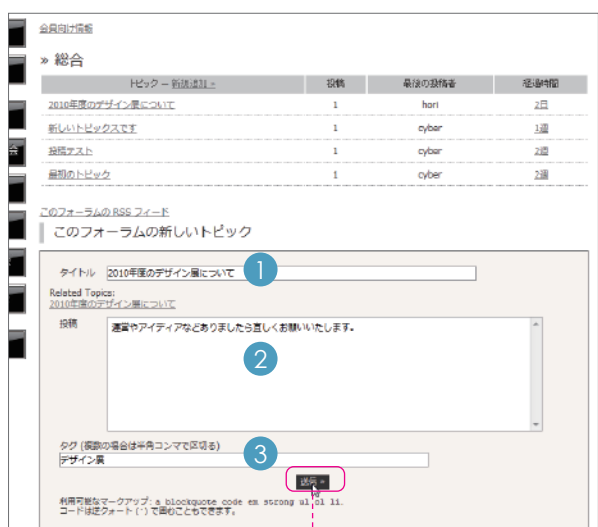 会員向け情報
» 総合
トピック — 新規追加 » 投稿 最後の投稿者 経過時間
2010年度のデザイン展について 1 hori 2日
新しいトピックスです 1 cyber 1週
投稿テスト 1 cyber 2週
最初のトピック 1 cyber 2週
このフォーラムの RSS フィード
このフォーラムの新しいトピック
タイトル 2010年度のデザイン展について 1
Related Topics:
2010年度のデザイン展について
投稿 運営やアイディアなどありましたら宜しくお願いいたします。
2
タグ (複数の場合は半角コンマで区切る)
デザイン展 3
送信 »
利用可能なマークアップ: a blockquote code em strong ul ol li.
コードは逆クォート (`) で囲むこともできます。
会